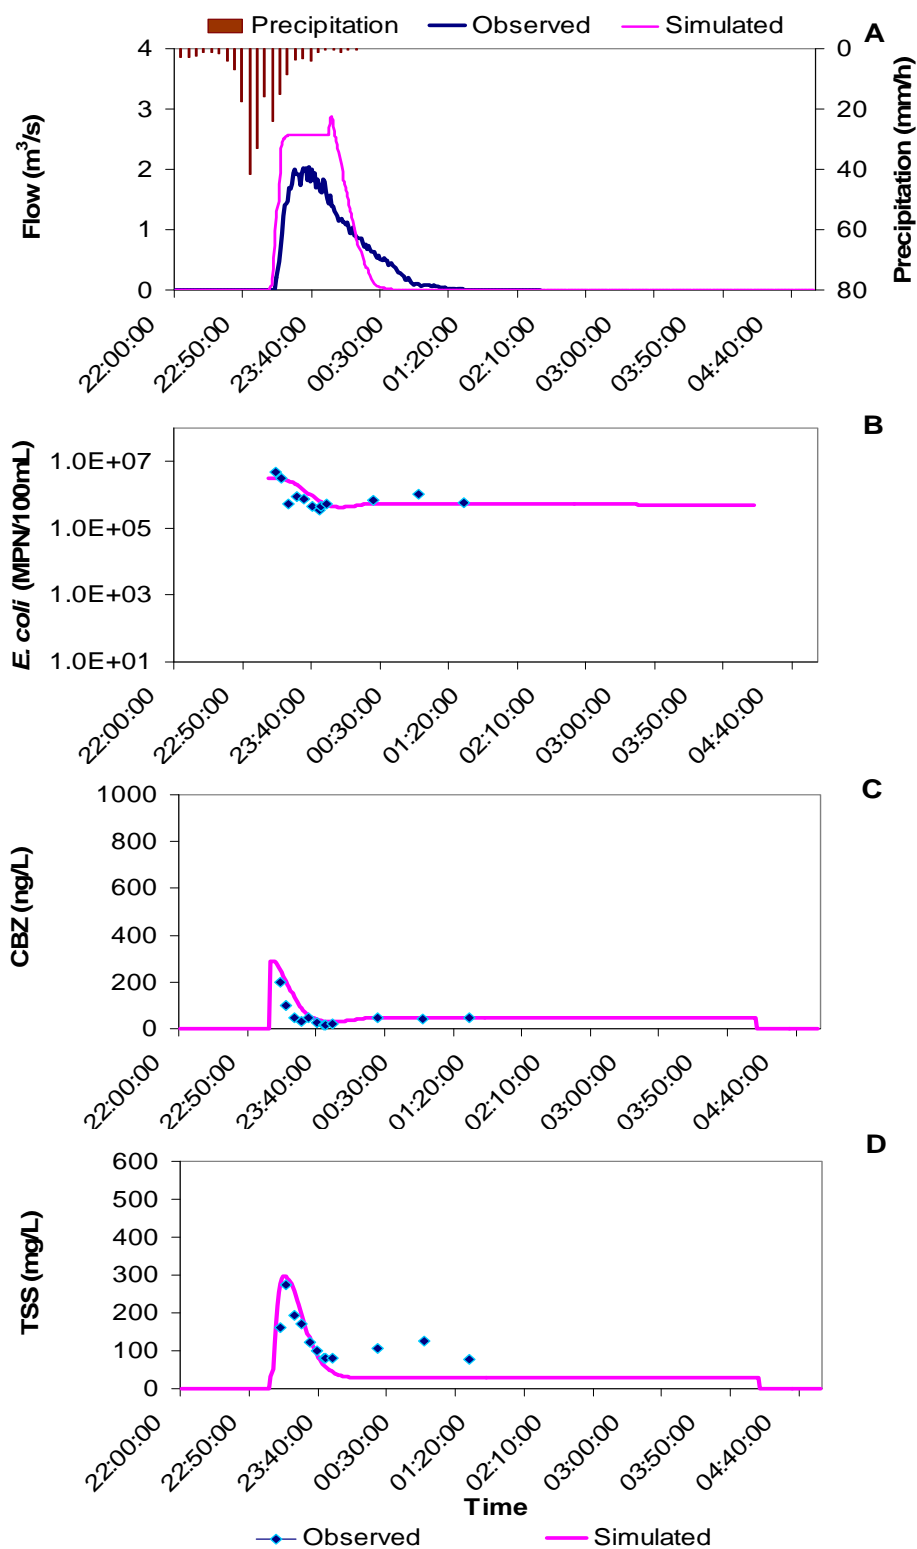 Precipitation Observed Simulated
A
4 3 2 1 0
Flow (m³/s)
0 20 40 60 80
Precipitation (mm/h)
22:00:00 22:50:00 23:40:00 00:30:00 01:20:00 02:10:00 03:00:00 03:50:00 04:40:00
B
1.0E+07 1.0E+05 1.0E+03 1.0E+01
E. coli (MPN/100mL)
22:00:00 22:50:00 23:40:00 00:30:00 01:20:00 02:10:00 03:00:00 03:50:00 04:40:00
C
1000 800 600 400 200 0
CBZ (ng/L)
22:00:00 22:50:00 23:40:00 00:30:00 01:20:00 02:10:00 03:00:00 03:50:00 04:40:00
D
600 500 400 300 200 100 0
TSS (mg/L)
22:00:00 22:50:00 23:40:00 00:30:00 01:20:00 02:10:00 03:00:00 03:50:00 04:40:00
Time
Observed Simulated